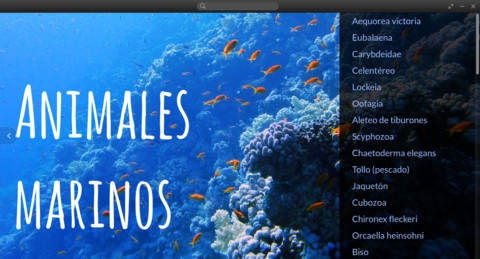 ANIMALES
MARINOS
Aequorea victoria
Eubalaena
Carybdeidae
Celentéreo
Lockeia
Oofagia
Aleteo de tiburones
Scyphozoa
Chaetoderma elegans
Tollo (pescado)
Jaquetón
Cubozoa
Chironex fleckeri
Orcaella heinsohni
Biso